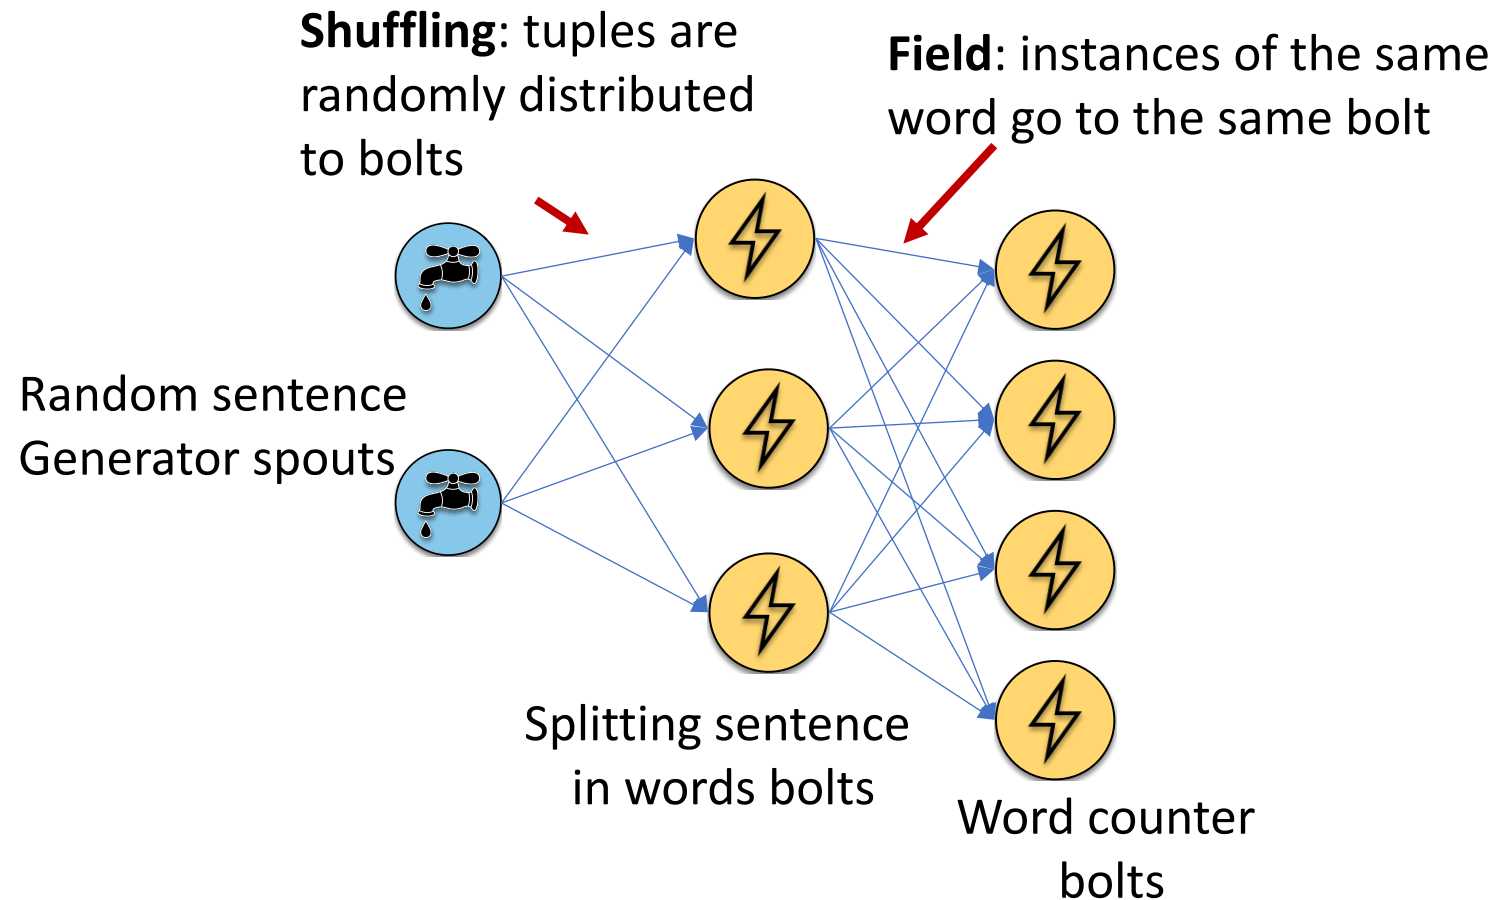 Shuffling: tuples are
randomly distributed
to bolts
Field: instances of the same
word go to the same bolt
Random sentence
Generator spouts
Splitting sentence
in words bolts
Word counter
bolts